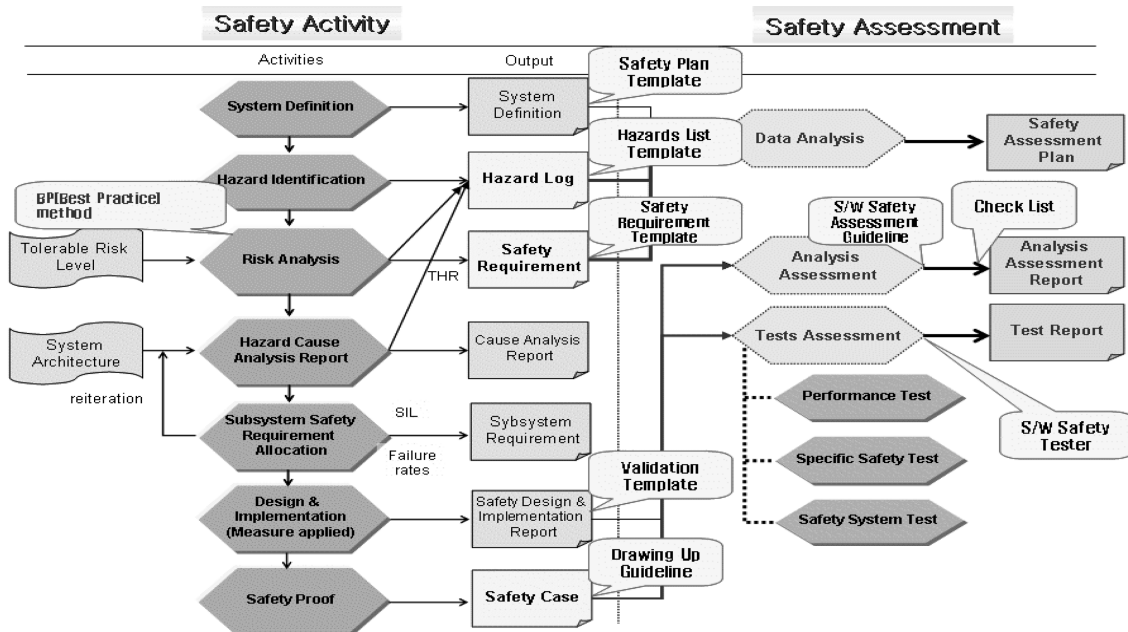 Safety Activity
Safety Assessment
Activities
Output
Safety Plan
Template
System Definition
System
Definition
Hazards List
Template
Data Analysis
Safety
Assessment
Plan
Hazard Identification
Hazard Log
BP[Best Practice]
method
Safety
Requirement
Template
S/W Safety
Assessment
Guideline
Check List
Tolerable Risk
Level
Risk Analysis
THR
Safety
Requirement
Analysis
Assessment
Analysis
Assessment
Report
System
Architecture
Hazard Cause
Analysis Report
Cause Analysis
Report
Tests Assessment
Test Report
reiteration
Subsystem Safety
Requirement
Allocation
SIL
Failure
rates
Sybsystem
Requirement
Performance Test
S/W Safety
Tester
Specific Safety Test
Validation
Template
Design &
Implementation
(Measure applied)
Safety Design &
Implementation
Report
Safety System Test
Drawing Up
Guideline
Safety Proof
Safety Case